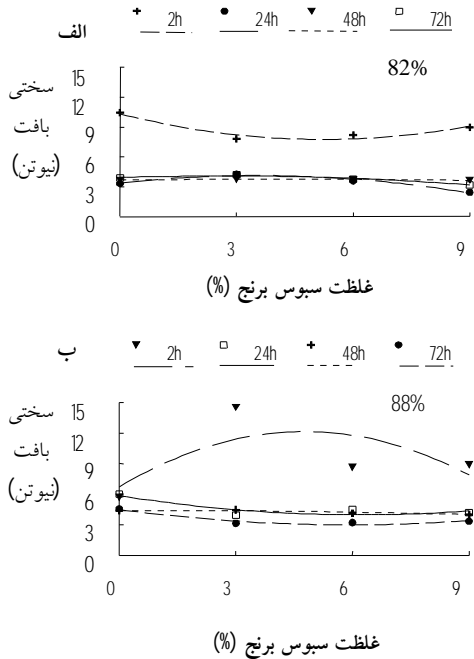 الف
2h 24h 48h 72h
82%
سختی
بافت
(نیوتن)
15
12
9
6
3
0
0 3 6 9
غلظت سبوس برنج (%)
ب
2h 24h 48h 72h
88%
سختی
بافت
(نیوتن)
15
12
9
6
3
0
0 3 6 9
غلظت سبوس برنج (%)